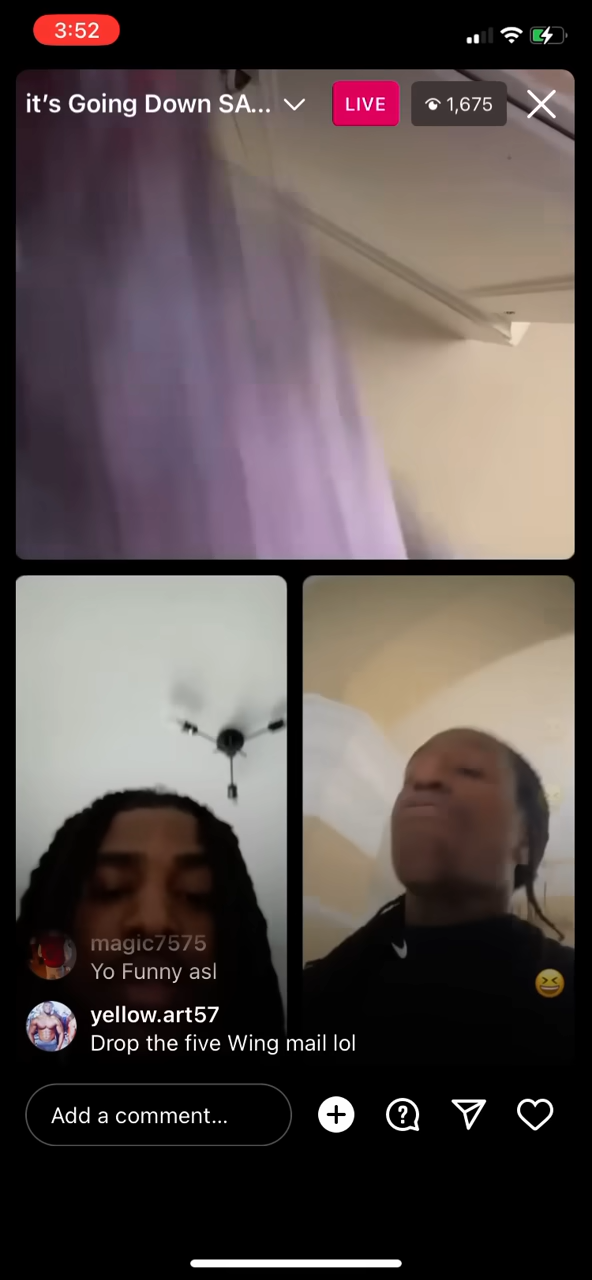 3:52
it's Going Down SA...
LIVE
1,675
magic7575
Yo Funny asl
yellow.art57
Drop the five Wing mail lol
Add a comment...